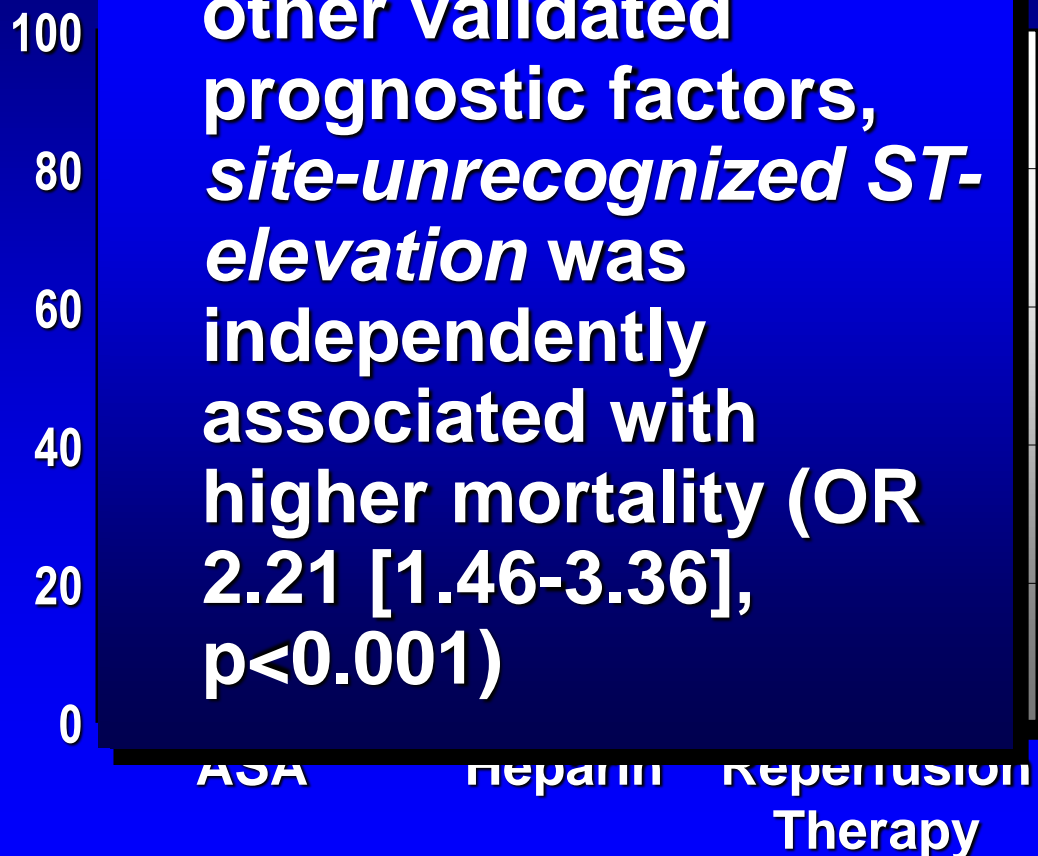 other validated
prognostic factors,
site-unrecognized ST-
elevation was
independently
associated with
higher mortality (OR
2.21 [1.46-3.36],
p<0.001)
100
80
60
40
20
0
ASA Heparin Reperfusion
Therapy